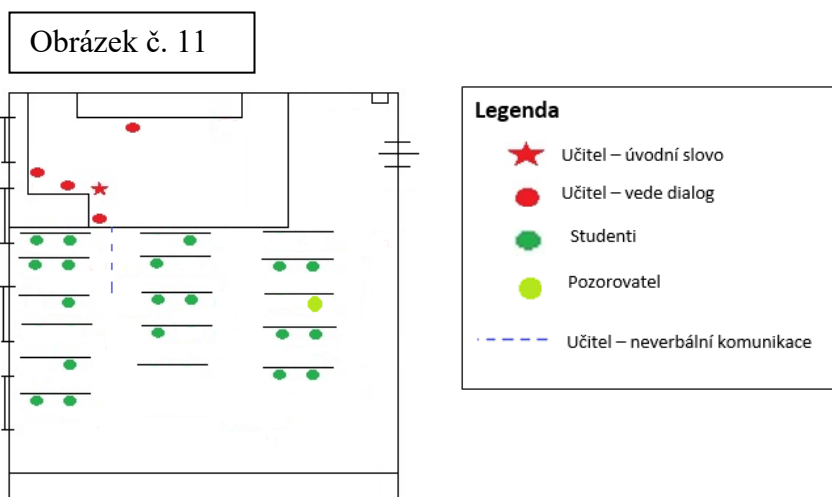 Obrázek č. 11
Legenda
Učitel – úvodní slovo
Učitel – vede dialog
Studenti
Pozorovatel
Učitel – neverbální komunikace